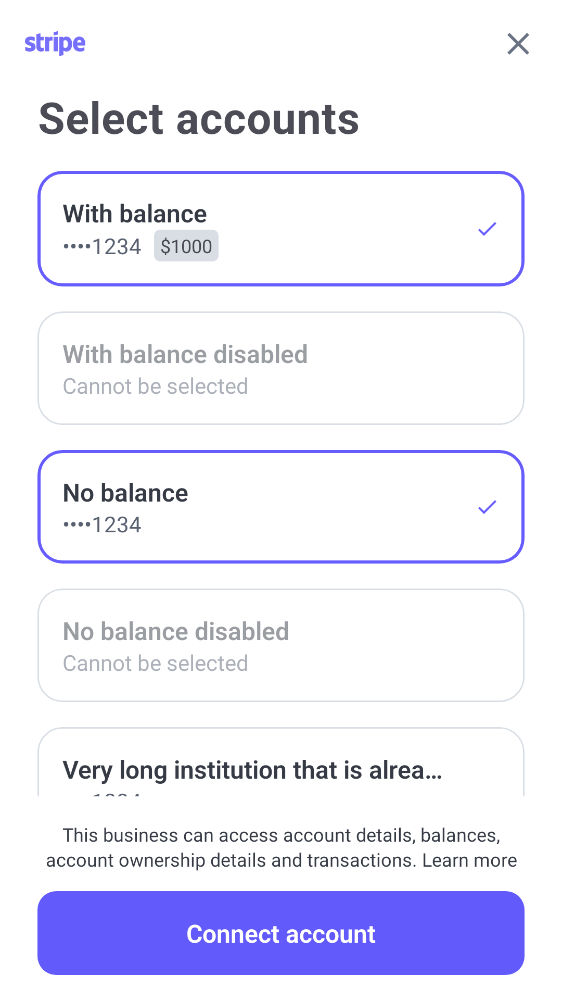 stripe
Select accounts
With balance
••••1234 $1000
With balance disabled
Cannot be selected
No balance
••••1234
No balance disabled
Cannot be selected
Very long institution that is alrea…
This business can access account details, balances,
account ownership details and transactions. Learn more
Connect account